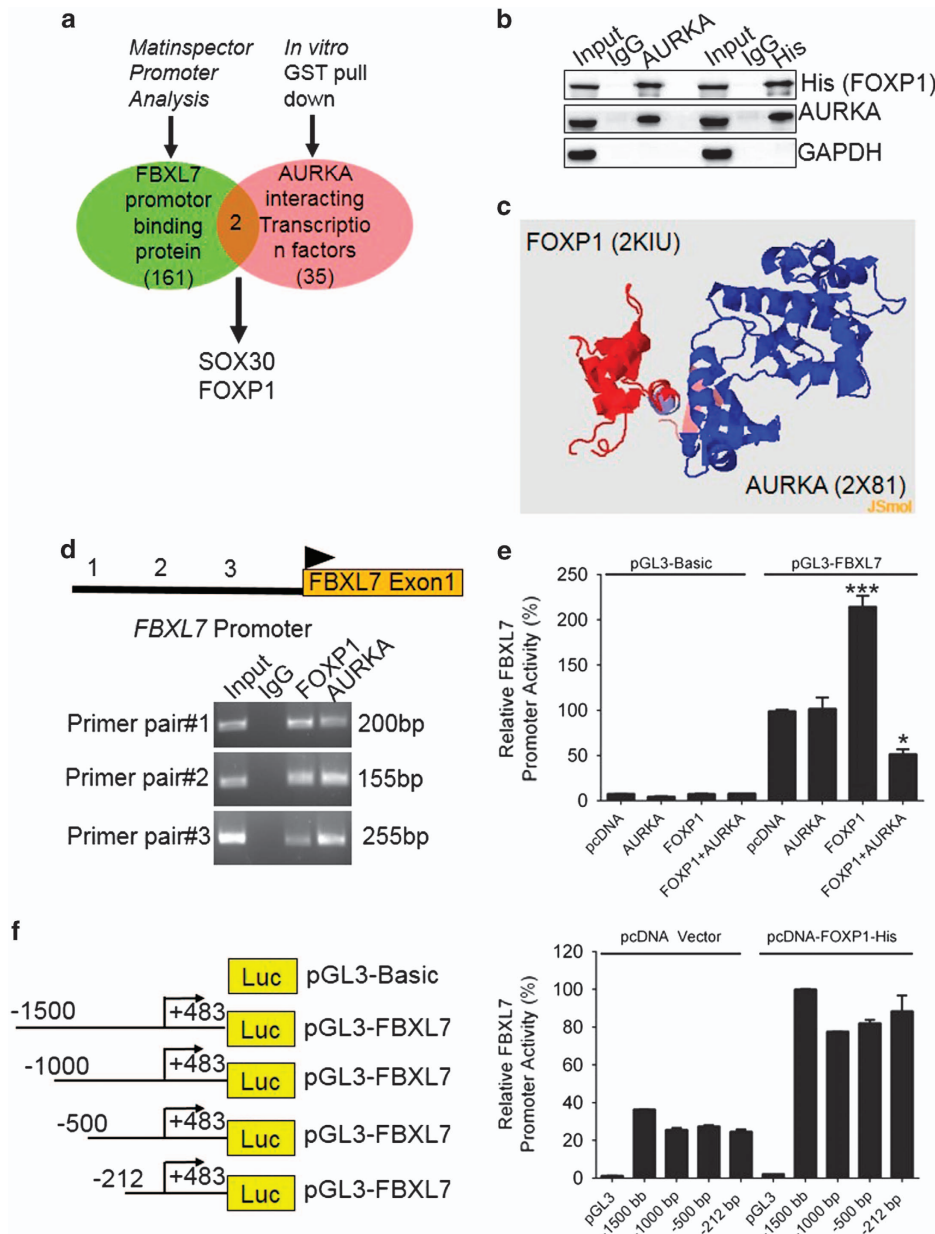 a
Matinspector
Promoter
Analysis
In vitro
GST pull
down
FBXL7
promotor
binding
protein
(161)
2
AURKA
interacting
Transcriptio
n factors
(35)
SOX30
FOXP1
b
Input
IgG
AURKA
Input
IgG
His
His (FOXP1)
AURKA
GAPDH
c
FOXP1 (2KIU)
AURKA (2X81)
JSmol
d
1 2 3
FBXL7 Exon1
FBXL7 Promoter
Input
IgG
FOXP1
AURKA
Primer pair#1 200bp
Primer pair#2 155bp
Primer pair#3 255bp
e
pGL3-Basic pGL3-FBXL7
Relative FBXL7
Promoter Activity (%)
250
200
150
100
50
0
***
*
pcDNA
AURKA
FOXP1
FOXP1+AURKA
pcDNA
AURKA
FOXP1
FOXP1+AURKA
f
Luc pGL3-Basic
-1500 +483 Luc pGL3-FBXL7
-1000 +483 Luc pGL3-FBXL7
-500 +483 Luc pGL3-FBXL7
-212 +483 Luc pGL3-FBXL7
pcDNA Vector pcDNA-FOXP1-His
Relative FBXL7
Promoter Activity (%)
120
100
80
60
40
20
0
pGL3
-1500 bb
-1000 bp
-500 bp
-212 bp
pGL3
-1500 bb
-1000 bp
-500 bp
-212 bp